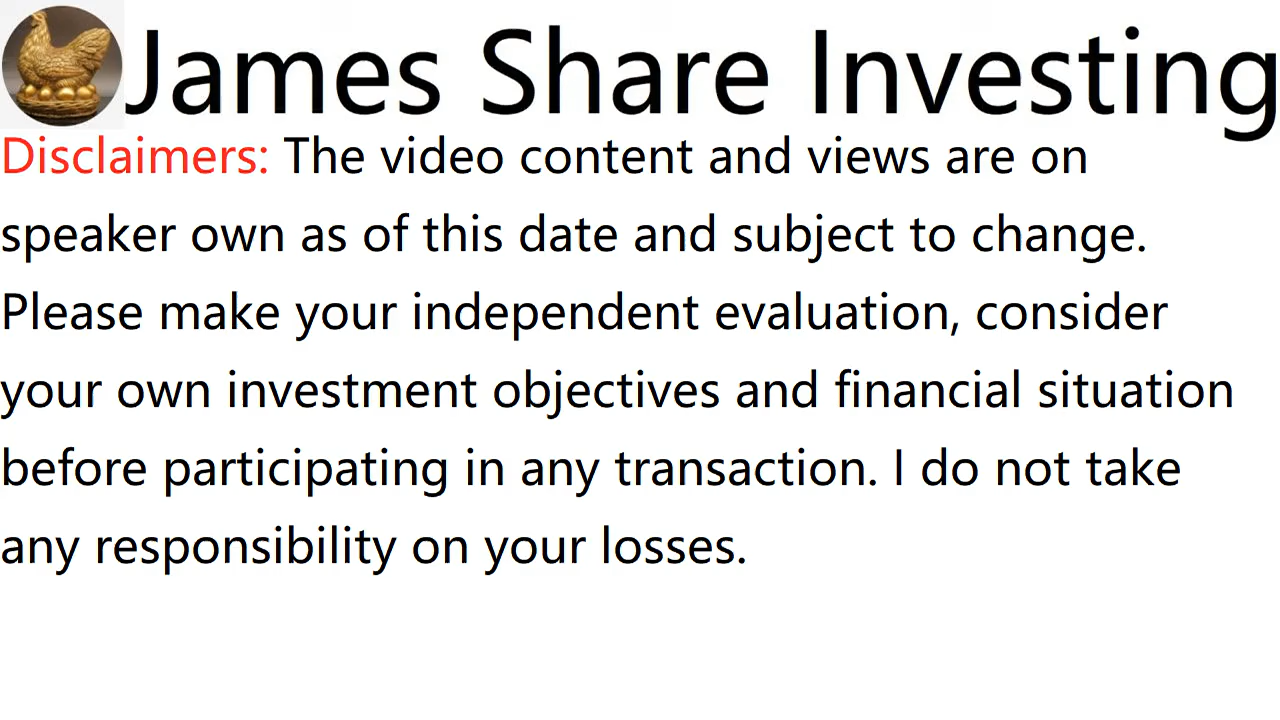 James Share Investing
Disclaimers: The video content and views are on
speaker own as of this date and subject to change.
Please make your independent evaluation, consider
your own investment objectives and financial situation
before participating in any transaction. I do not take
any responsibility on your losses.